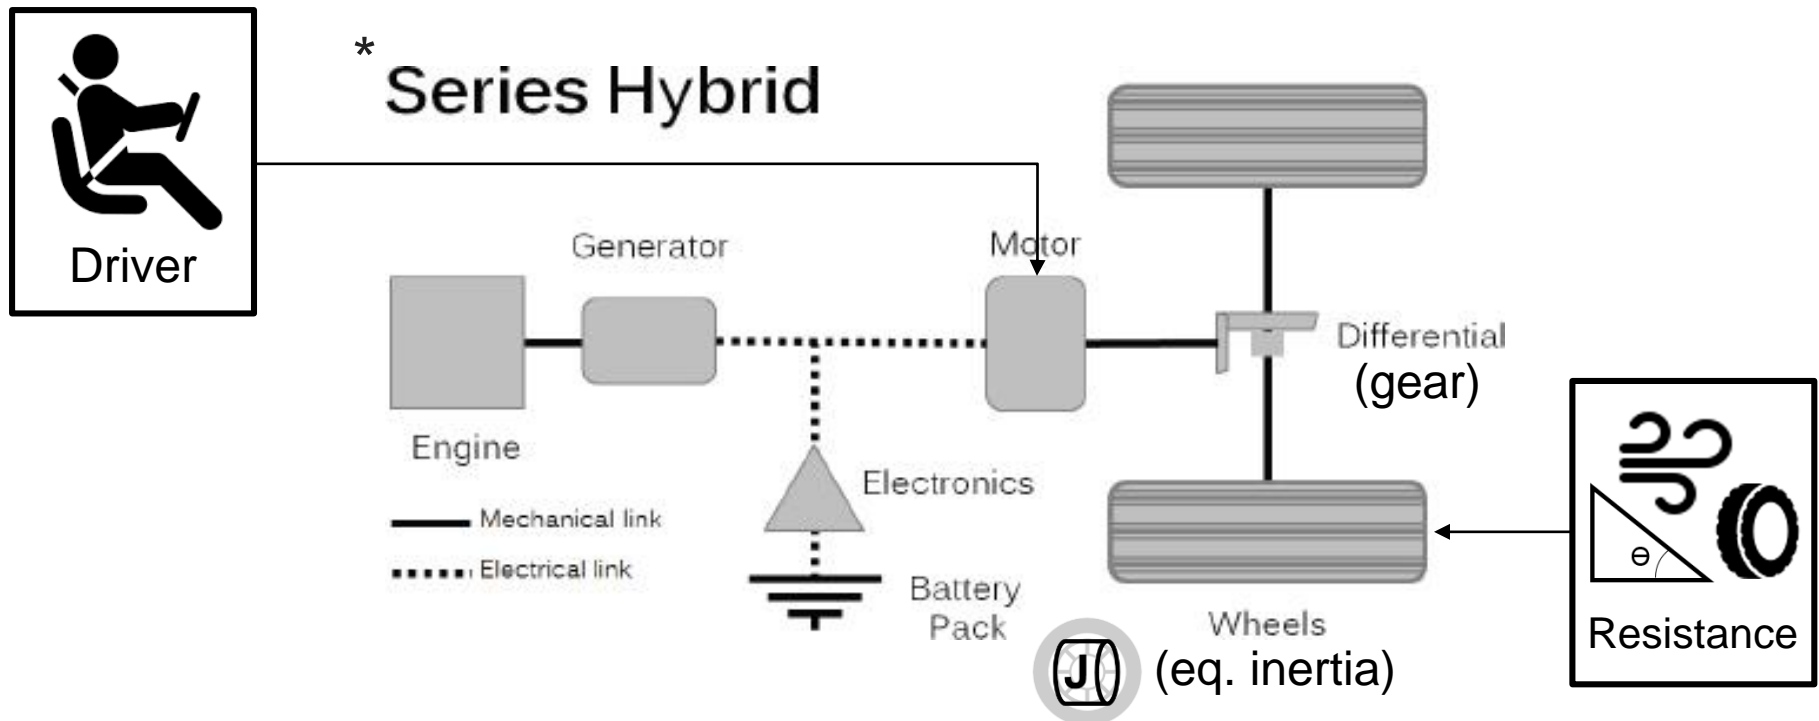 *
Series Hybrid
Driver
Generator
Motor
Engine
Differential
(gear)
Electronics
Mechanical link
Electrical link
Battery
Pack
Wheels
(eq. inertia)
J
Θ
Resistance